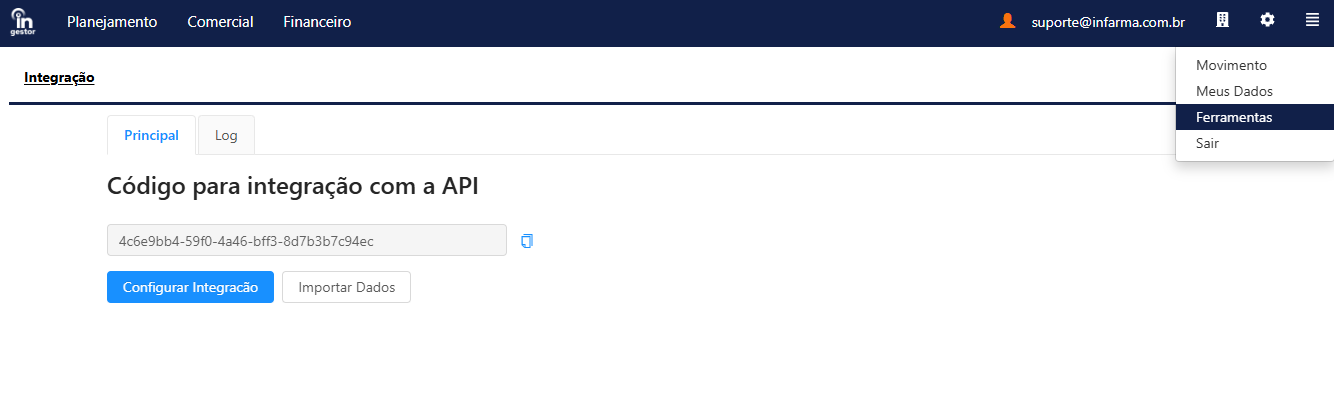 in
gestor
Planejamento Comercial Financeiro suporte@infarma.com.br
Integração
Movimento
Meus Dados
Ferramentas
Sair
Principal Log
Código para integração com a API
4c6e9bb4-59f0-4a46-bff3-8d7b3b7c94ec
Configurar Integracão Importar Dados